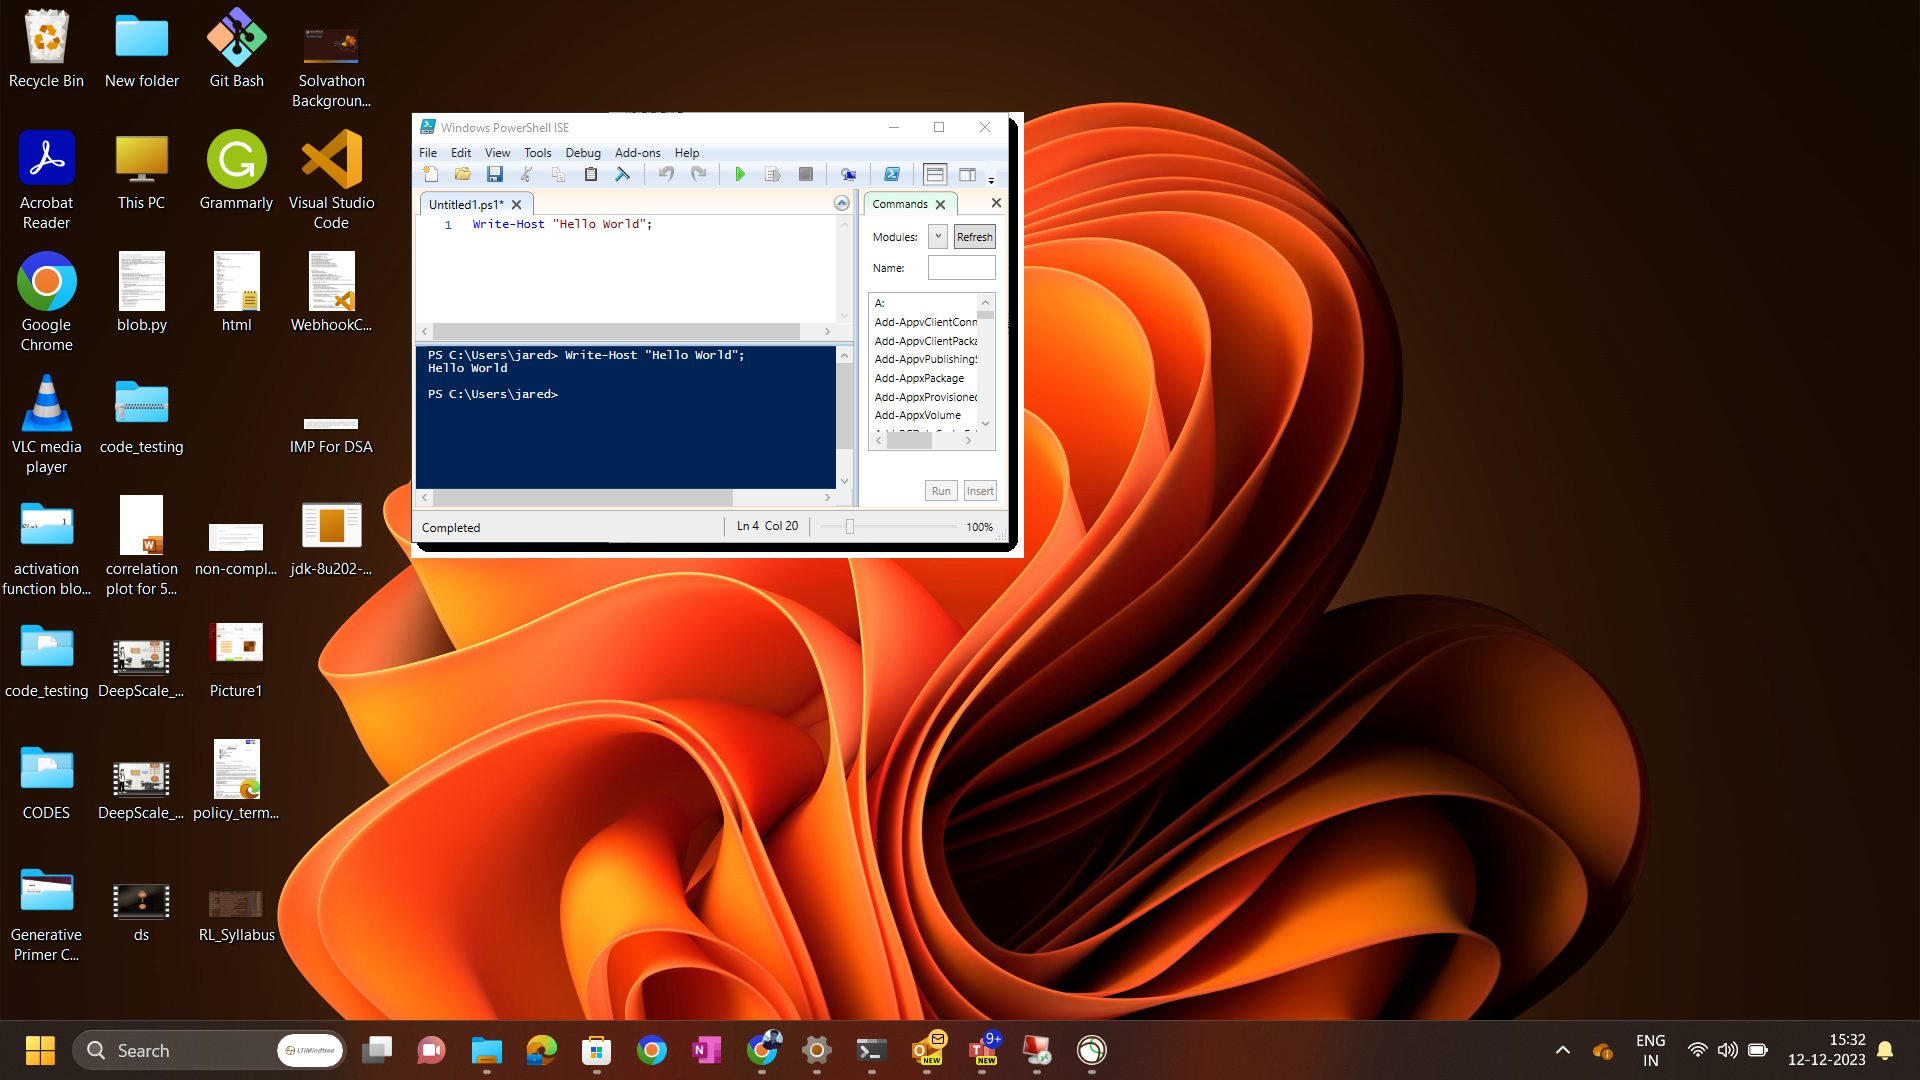 Recycle Bin
New folder
Git Bash
Solvathon
Backgroun...
Acrobat
Reader
This PC
Grammarly
Visual Studio
Code
Google
Chrome
blob.py
html
WebhookC...
VLC media
player
code_testing
IMP For DSA
activation
function blo...
correlation
plot for 5...
non-compl...
jdk-8u202-...
code_testing
DeepScale_...
Picture1
CODES
DeepScale_...
policy_term...
Generative
Primer C...
ds
RL_Syllabus
Windows PowerShell ISE
File Edit View Tools Debug Add-ons Help
Untitled1.ps1*
1 Write-Host "Hello World";
PS C:\Users\jared> Write-Host "Hello World";
Hello World
PS C:\Users\jared>
Commands
Modules: Refresh
Name:
A:
Add-AppvClientConn
Add-AppvClientPacka
Add-AppvPublishingS
Add-AppxPackage
Add-AppxProvisioned
Add-AppxVolume
Run Insert
Completed Ln 4 Col 20 100%
Search LTIMindtree
NEW
9+
NEW
ENG
IN
15:32
12-12-2023